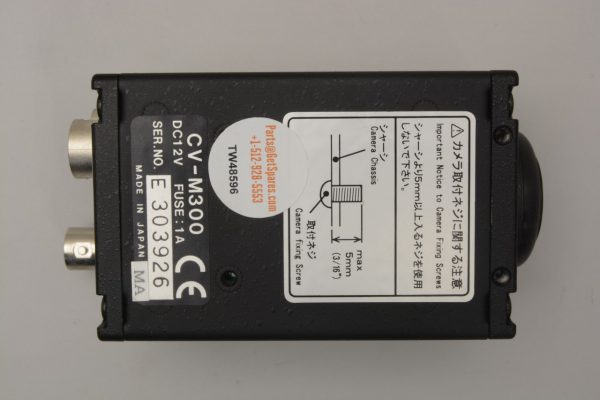 CV-M300
DC12V FUSE:1A
SER.NO. E 303926
MADE IN JAPAN MA
CE
Parts@GetSpares.com
+1-512-928-5553
TW48596
⚠ カメラ取付ネジに関する注意
Important Notice to Camera Fixing Screws
シャーシより5mm以上入るネジを使用
しないで下さい。
シャーシ
Camera Chassis
取付ネジ
Camera fixing Screw
max
5mm
(3/16")